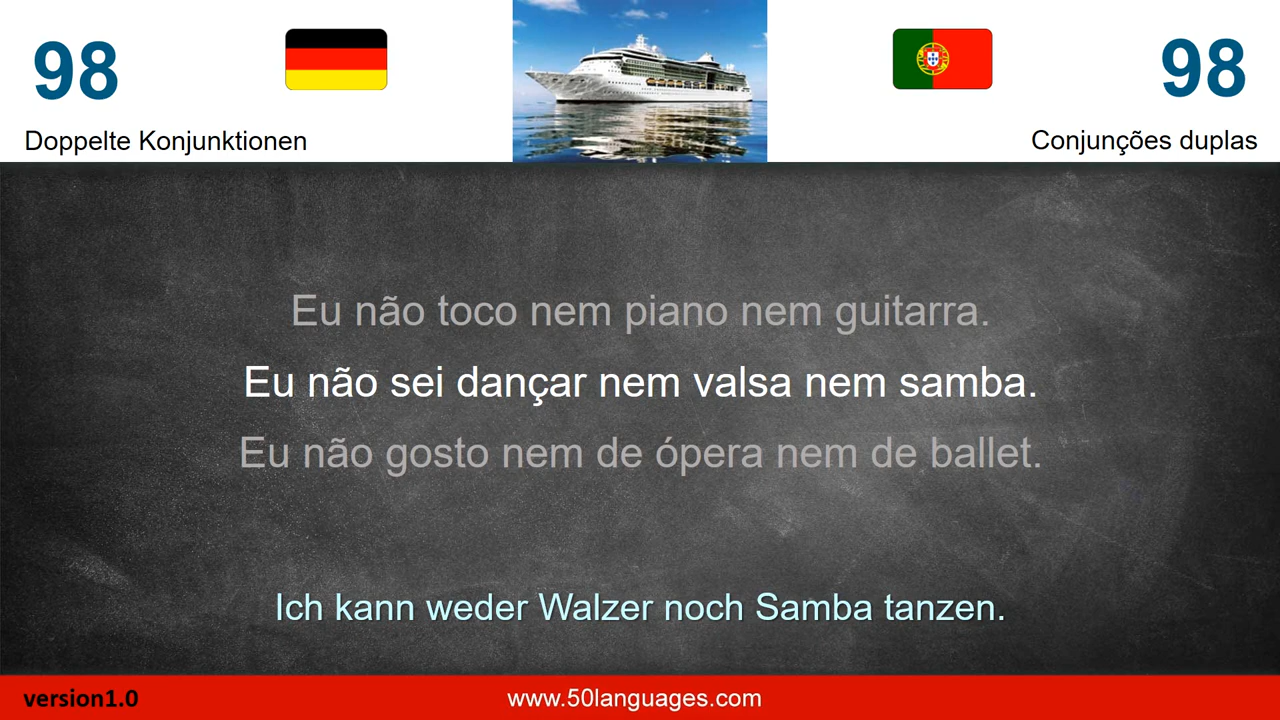 98
98
Doppelte Konjunktionen
Conjunções duplas
Eu não toco nem piano nem guitarra.
Eu não sei dançar nem valsa nem samba.
Eu não gosto nem de ópera nem de ballet.
Ich kann weder Walzer noch Samba tanzen.
version1.0
www.50languages.com